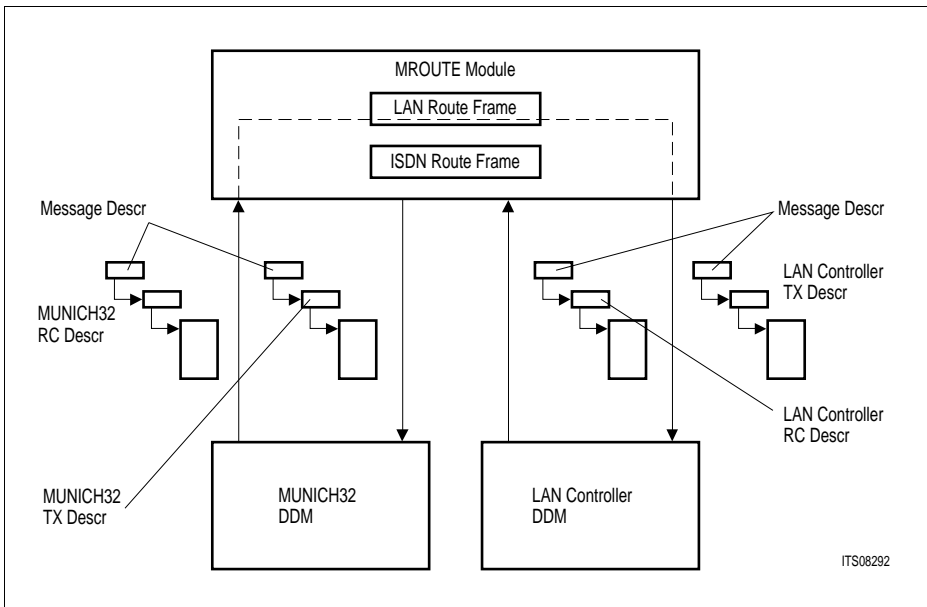 MROUTE Module
LAN Route Frame
ISDN Route Frame
Message Descr
Message Descr
MUNICH32
RC Descr
LAN Controller
TX Descr
LAN Controller
RC Descr
MUNICH32
TX Descr
MUNICH32
DDM
LAN Controller
DDM
ITS08292